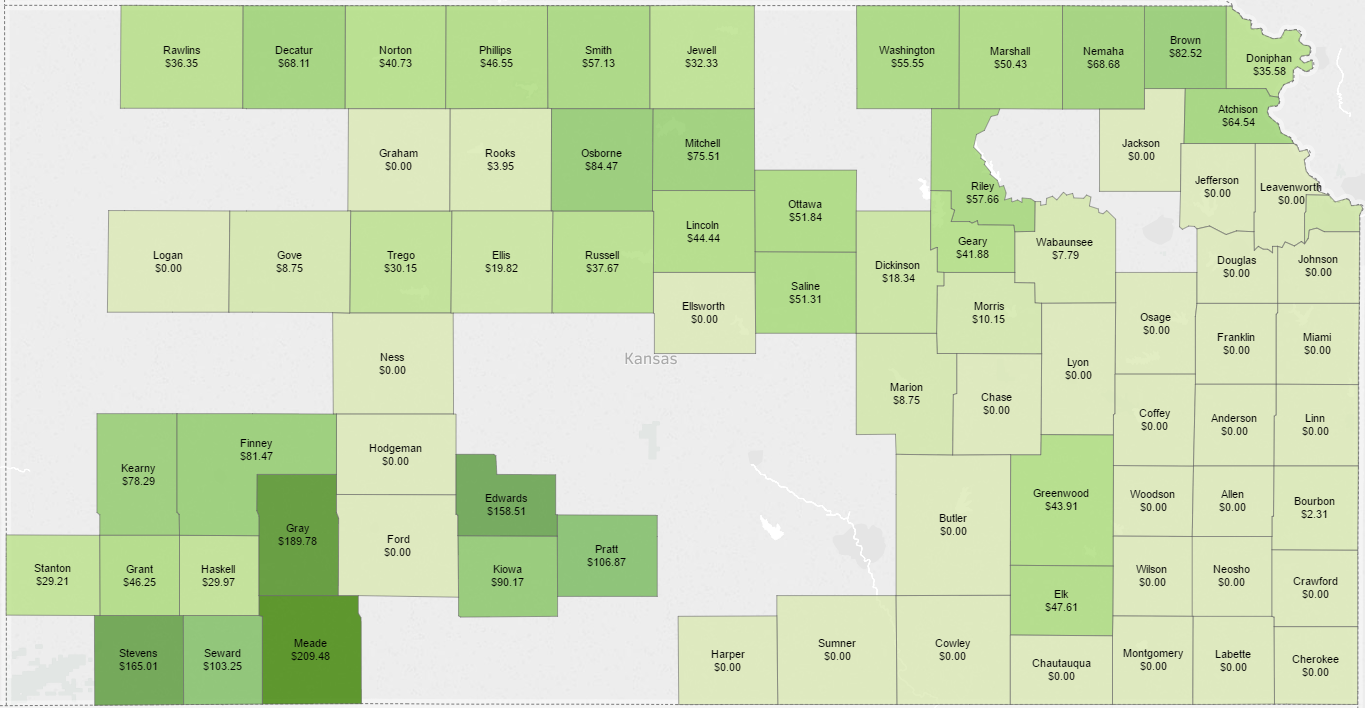 Rawlins
$36.35
Decatur
$68.11
Norton
$40.73
Phillips
$46.55
Smith
$57.13
Jewell
$32.33
Washington
$55.55
Marshall
$50.43
Nemaha
$68.68
Brown
$82.52
Doniphan
$35.58
Atchison
$64.54
Graham
$0.00
Rooks
$3.95
Osborne
$84.47
Mitchell
$75.51
Jackson
$0.00
Jefferson
$0.00
Leavenworth
$0.00
Riley
$57.66
Ottawa
$51.84
Lincoln
$44.44
Logan
$0.00
Gove
$8.75
Trego
$30.15
Ellis
$19.82
Russell
$37.67
Dickinson
$18.34
Geary
$41.88
Wabaunsee
$7.79
Douglas
$0.00
Johnson
$0.00
Saline
$51.31
Ellsworth
$0.00
Morris
$10.15
Osage
$0.00
Franklin
$0.00
Miami
$0.00
Ness
$0.00
Kansas
Lyon
$0.00
Marion
$8.75
Chase
$0.00
Coffey
$0.00
Anderson
$0.00
Linn
$0.00
Kearny
$78.29
Finney
$81.47
Hodgeman
$0.00
Edwards
$158.51
Greenwood
$43.91
Woodson
$0.00
Allen
$0.00
Bourbon
$2.31
Gray
$189.78
Ford
$0.00
Butler
$0.00
Pratt
$106.87
Stanton
$29.21
Grant
$46.25
Haskell
$29.97
Kiowa
$90.17
Wilson
$0.00
Neosho
$0.00
Crawford
$0.00
Elk
$47.61
Stevens
$165.01
Seward
$103.25
Meade
$209.48
Harper
$0.00
Sumner
$0.00
Cowley
$0.00
Chautauqua
$0.00
Montgomery
$0.00
Labette
$0.00
Cherokee
$0.00